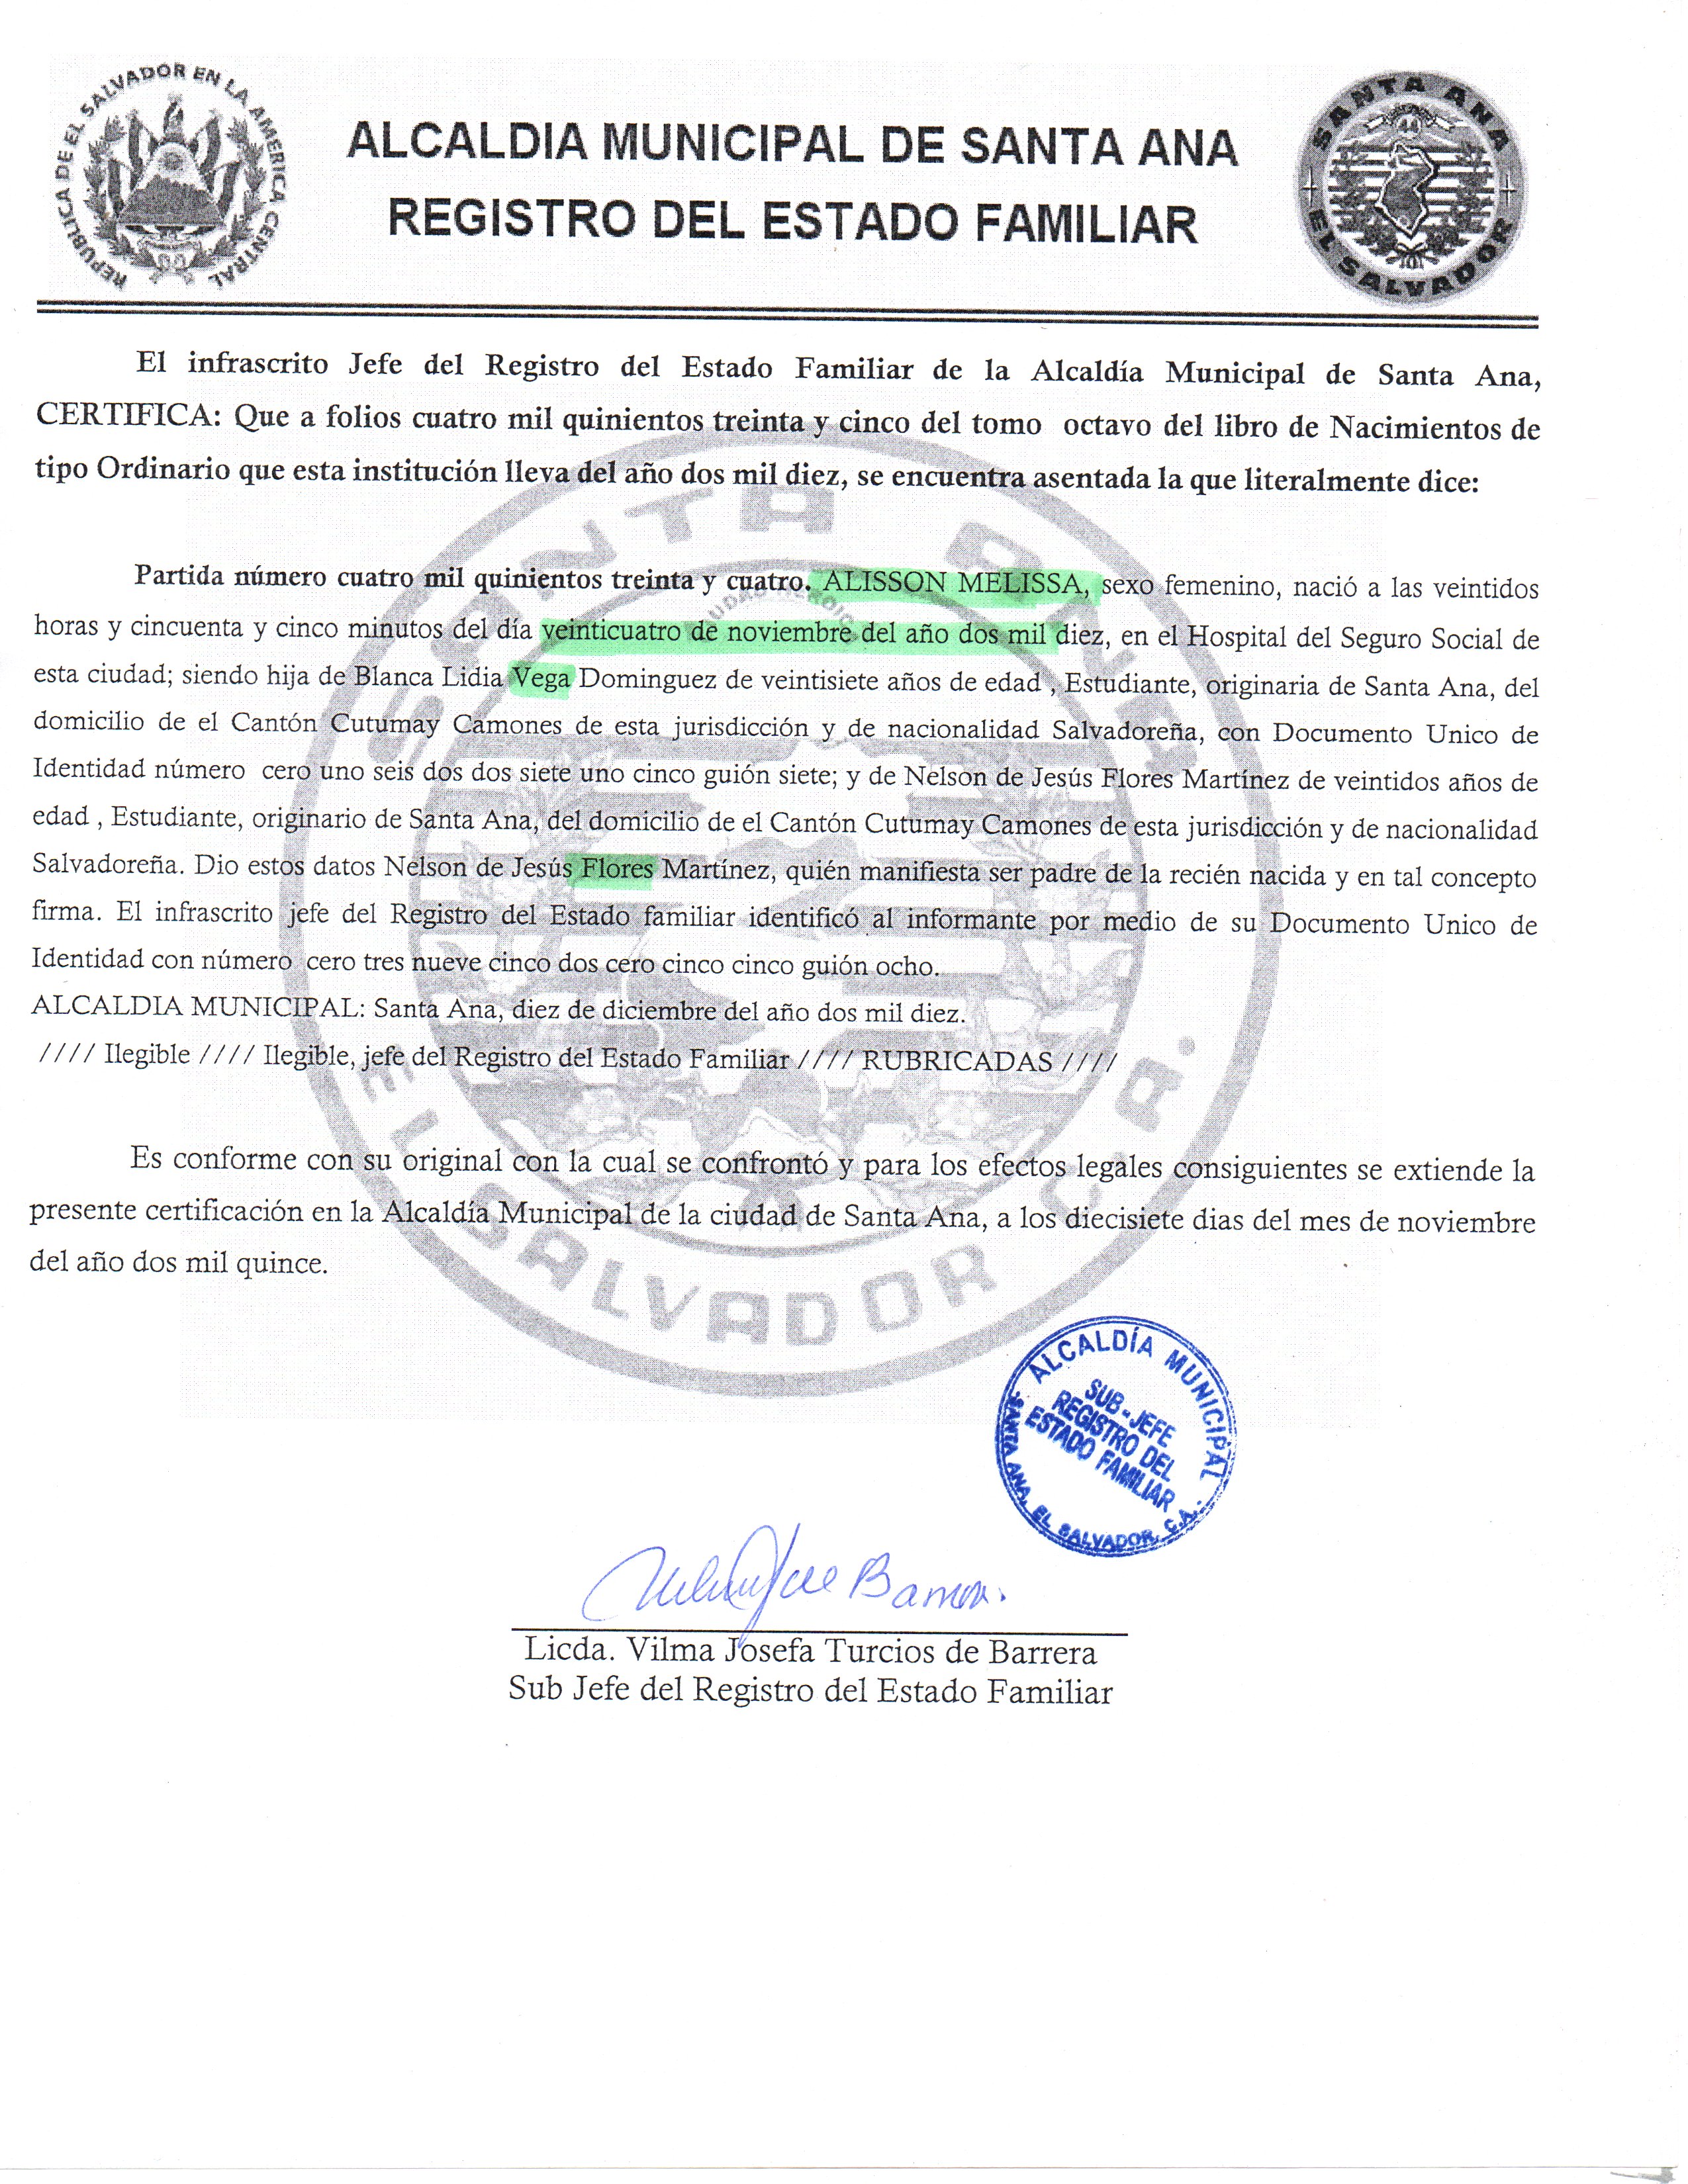 REPUBLICA DE EL SALVADOR EN LA AMERICA CENTRAL
ALCALDIA MUNICIPAL DE SANTA ANA
REGISTRO DEL ESTADO FAMILIAR
SANTA ANA
44
EL SALVADOR
El infrascrito Jefe del Registro del Estado Familiar de la Alcaldía Municipal de Santa Ana,
CERTIFICA: Que a folios cuatro mil quinientos treinta y cinco del tomo octavo del libro de Nacimientos de
tipo Ordinario que esta institución lleva del año dos mil diez, se encuentra asentada la que literalmente dice:
Partida número cuatro mil quinientos treinta y cuatro. ALISSON MELISSA, sexo femenino, nació a las veintidos
horas y cincuenta y cinco minutos del día veinticuatro de noviembre del año dos mil diez, en el Hospital del Seguro Social de
esta ciudad; siendo hija de Blanca Lidia Vega Dominguez de veintisiete años de edad , Estudiante, originaria de Santa Ana, del
domicilio de el Cantón Cutumay Camones de esta jurisdicción y de nacionalidad Salvadoreña, con Documento Unico de
Identidad número cero uno seis dos dos siete uno cinco guión siete; y de Nelson de Jesús Flores Martínez de veintidos años de
edad , Estudiante, originario de Santa Ana, del domicilio de el Cantón Cutumay Camones de esta jurisdicción y de nacionalidad
Salvadoreña. Dio estos datos Nelson de Jesús Flores Martínez, quién manifiesta ser padre de la recién nacida y en tal concepto
firma. El infrascrito jefe del Registro del Estado familiar identificó al informante por medio de su Documento Unico de
Identidad con número cero tres nueve cinco dos cero cinco cinco guión ocho.
ALCALDIA MUNICIPAL: Santa Ana, diez de diciembre del año dos mil diez.
//// Ilegible //// Ilegible, jefe del Registro del Estado Familiar //// RUBRICADAS ////
Es conforme con su original con la cual se confrontó y para los efectos legales consiguientes se extiende la
presente certificación en la Alcaldía Municipal de la ciudad de Santa Ana, a los diecisiete dias del mes de noviembre
del año dos mil quince.
SANTA ANA
EL SALVADOR C.A.
ALCALDÍA MUNICIPAL
SUB-JEFE
REGISTRO DEL
ESTADO FAMILIAR
SANTA ANA, EL SALVADOR, C.A.
Licda. Vilma Josefa Turcios de Barrera
Sub Jefe del Registro del Estado Familiar